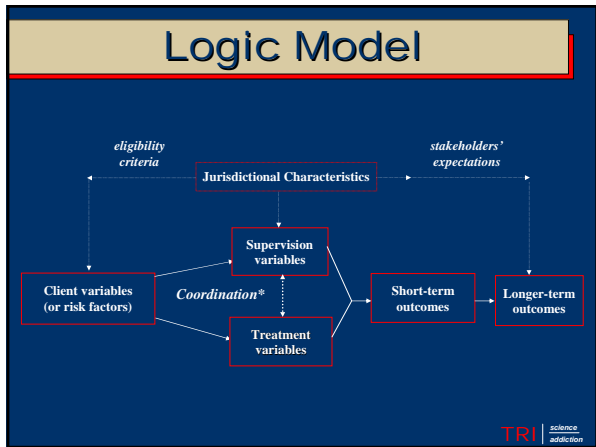 Logic Model
eligibility
criteria
stakeholders'
expectations
Jurisdictional Characteristics
Supervision
variables
Client variables
(or risk factors)
Coordination*
Short-term
outcomes
Longer-term
outcomes
Treatment
variables
TRI
science
addiction